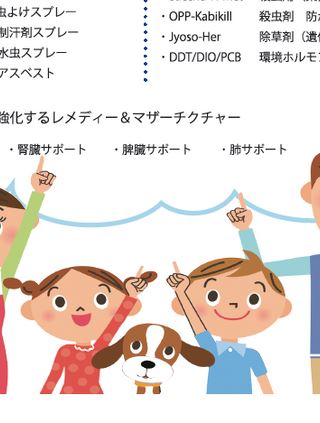 虫よけスプレー
制汗剤スプレー
水虫スプレー
アスベスト
・OPP-Kabikill 殺虫剤 防
・Jyoso-Her 除草剤（遺
・DDT/DIO/PCB 環境ホルモ
強化するレメディー＆マザーチクチャー
・腎臓サポート ・脾臓サポート ・肺サポート